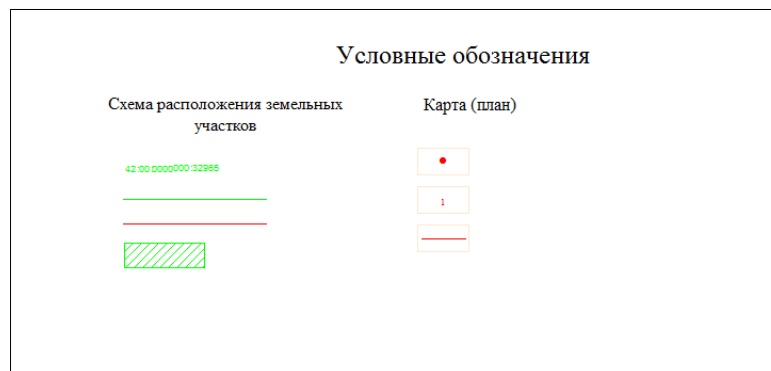 Условные обозначения
Схема расположения земельных
участков
42:00:0000000:32965
Карта (план)
1